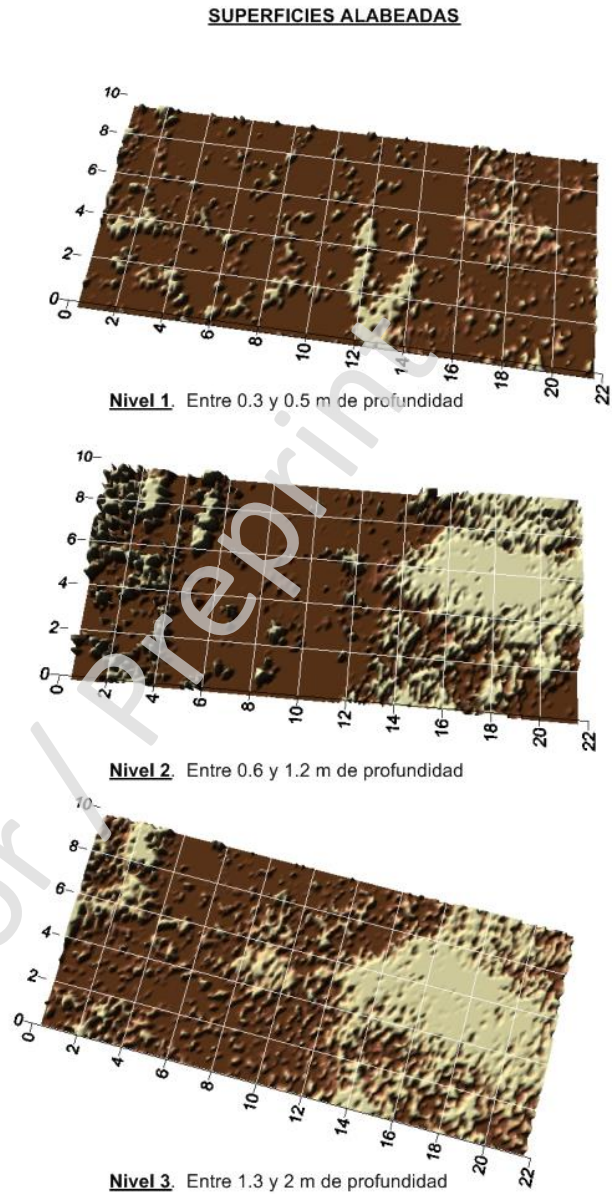 SUPERFICIES ALABEADAS
10
8
6
4
2
0
0 2 4 6 8 10 12 14 16 18 20 22
Nivel 1. Entre 0.3 y 0.5 m de profundidad
10
8
6
4
2
0
0 2 4 6 8 10 12 14 16 18 20 22
Nivel 2. Entre 0.6 y 1.2 m de profundidad
10
8
6
4
2
0
0 2 4 6 8 10 12 14 16 18 20 22
Nivel 3. Entre 1.3 y 2 m de profundidad
/ Preprint